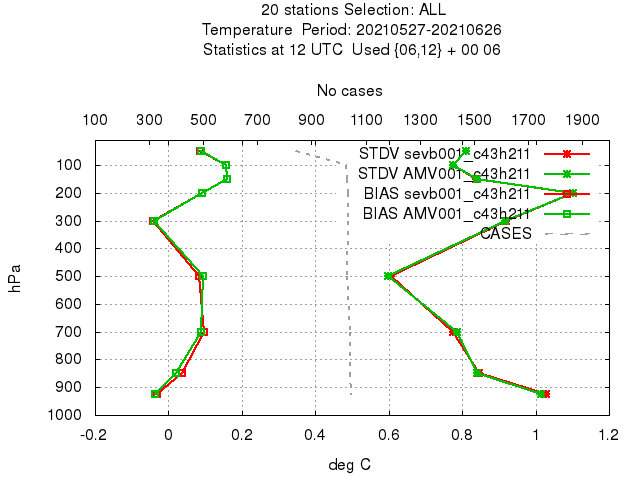 20 stations Selection: ALL
Temperature  Period: 20210527-20210626
Statistics at 12 UTC  Used {06,12} + 00 06
No cases
100 300 500 700 900 1100 1300 1500 1700 1900
STDV sevb001_c43h211
STDV AMV001_c43h211
BIAS sevb001_c43h211
BIAS AMV001_c43h211
CASES
hPa
100
200
300
400
500
600
700
800
900
1000
-0.2 0 0.2 0.4 0.6 0.8 1 1.2
deg C